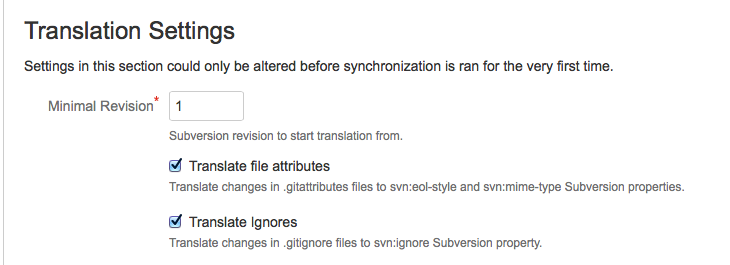 Translation Settings
Settings in this section could only be altered before synchronization is ran for the very first time.
Minimal Revision* 1
Subversion revision to start translation from.
Translate file attributes
Translate changes in .gitattributes files to svn:eol-style and svn:mime-type Subversion properties.
Translate Ignores
Translate changes in .gitignore files to svn:ignore Subversion property.